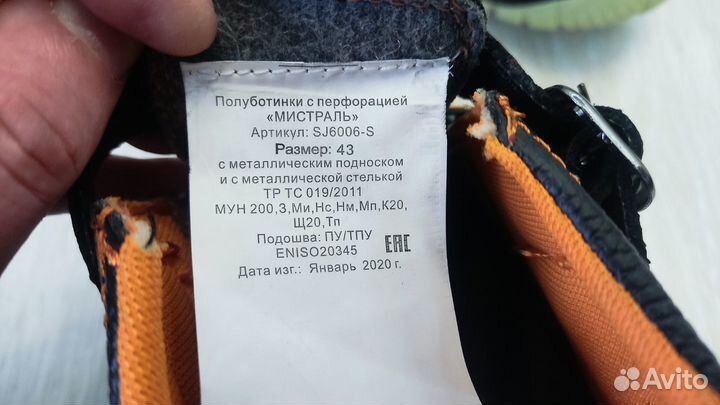 Полуботинки с перфорацией
«МИСТРАЛЬ»
Артикул: SJ6006-S
Размер: 43
с металлическим подноском
и с металлической стелькой
ТР ТС 019/2011
МУН 200,З,Ми,Нс,Нм,Мп,К20,
Щ20,Тп
Подошва: ПУ/ТПУ
ENISO20345
EAC
Дата изг.: Январь 2020 г.
Avito